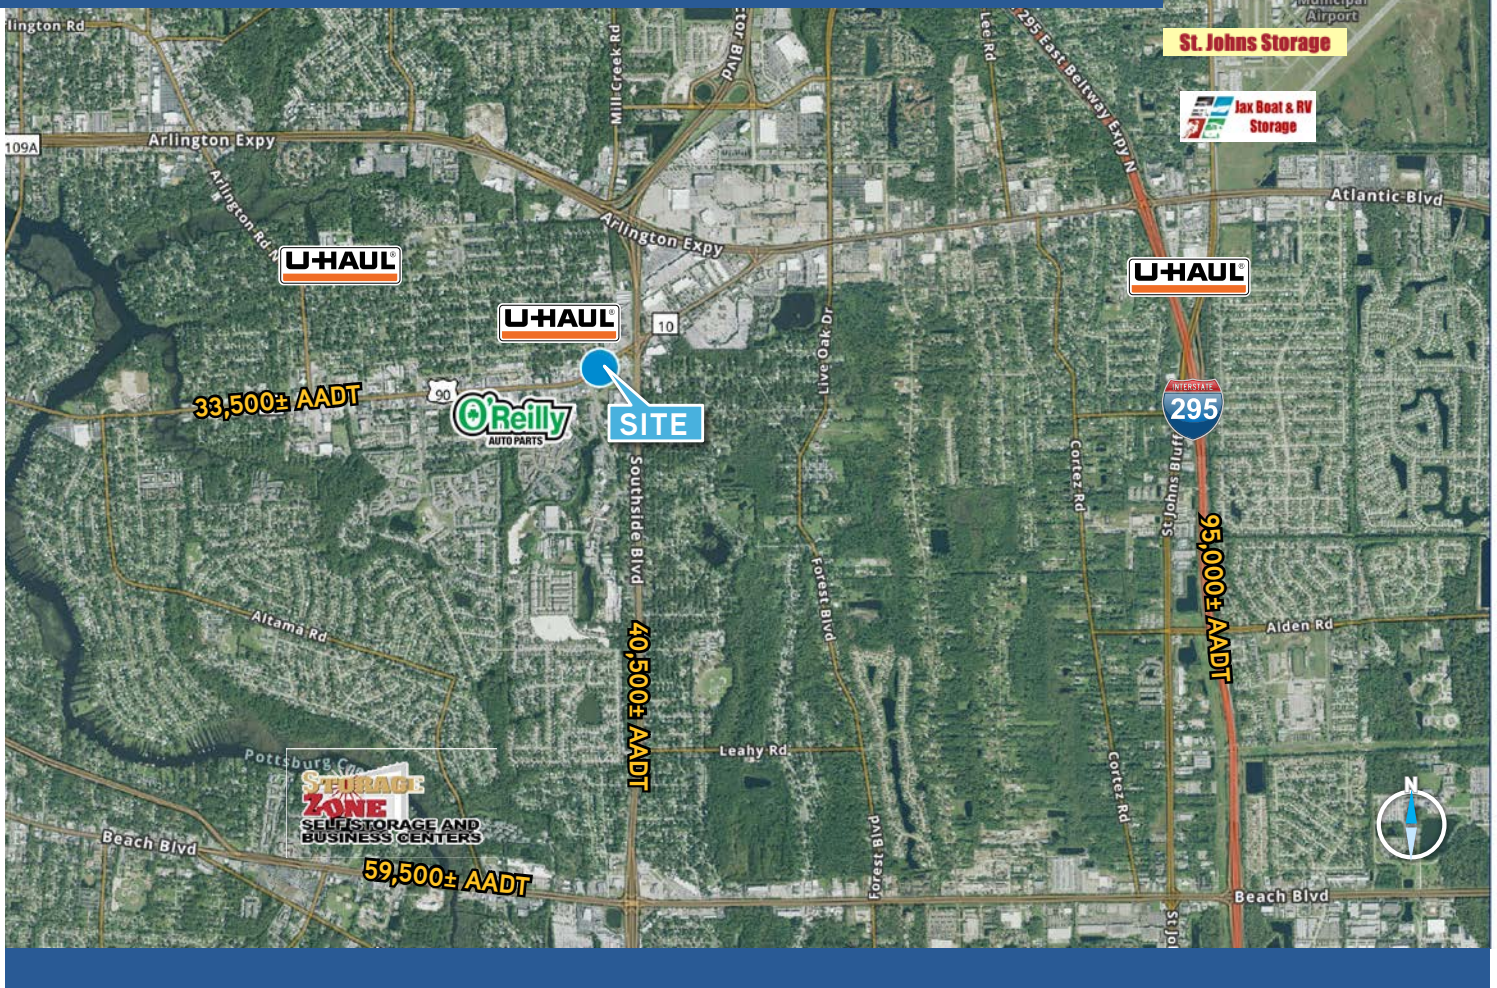 lington Rd
Mill Creek Rd
ctor Blvd
Lee Rd
295 East Beltway Expy N
Municipal
Airport
St. Johns Storage
Jax Boat & RV
Storage
109A
Arlington Expy
Arlington Rd N
Arlington Expy
Atlantic Blvd
U-HAUL®
U-HAUL®
U-HAUL®
10
Live Oak Dr
33,500± AADT
90
O'Reilly
AUTO PARTS
SITE
INTERSTATE
295
Southside Blvd
Cortez Rd
St Johns Bluff
95,000± AADT
Forest Blvd
Altama Rd
Alden Rd
40,500± AADT
Leahy Rd
Pottsburg Cree
STORAGE
ZONE
SELF STORAGE AND
BUSINESS CENTERS
Cortez Rd
N
Beach Blvd
59,500± AADT
Forest Blvd
Beach Blvd
St Jo